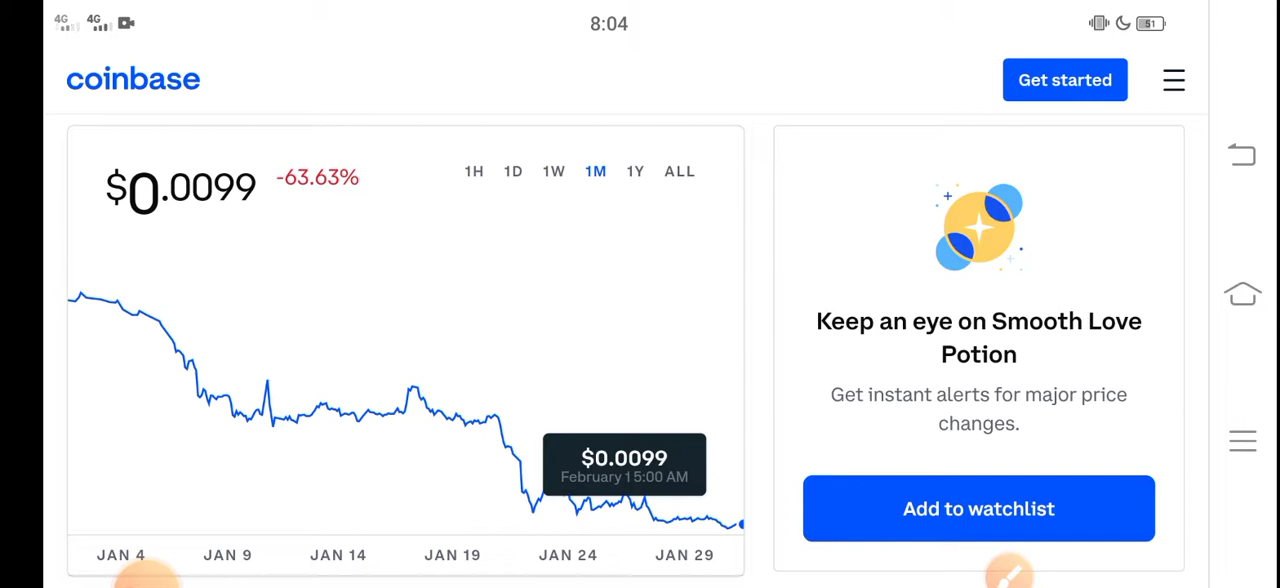 4G 4G 8:04 51
coinbase Get started
$0.0099 -63.63% 1H 1D 1W 1M 1Y ALL
$0.0099
February 1 5:00 AM
JAN 4 JAN 9 JAN 14 JAN 19 JAN 24 JAN 29
Keep an eye on Smooth Love
Potion
Get instant alerts for major price
changes.
Add to watchlist